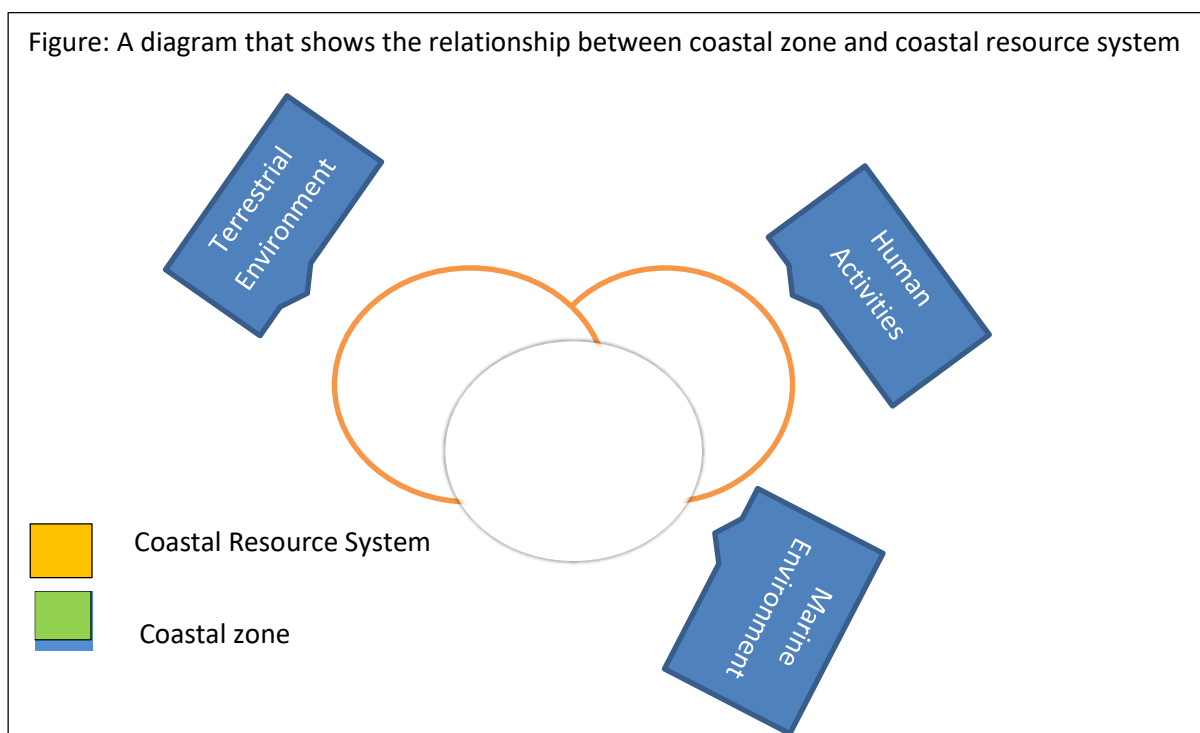 Figure: A diagram that shows the relationship between coastal zone and coastal resource system
Terrestrial
Environment
Human
Activities
Marine
Environment
Coastal Resource System
Coastal zone